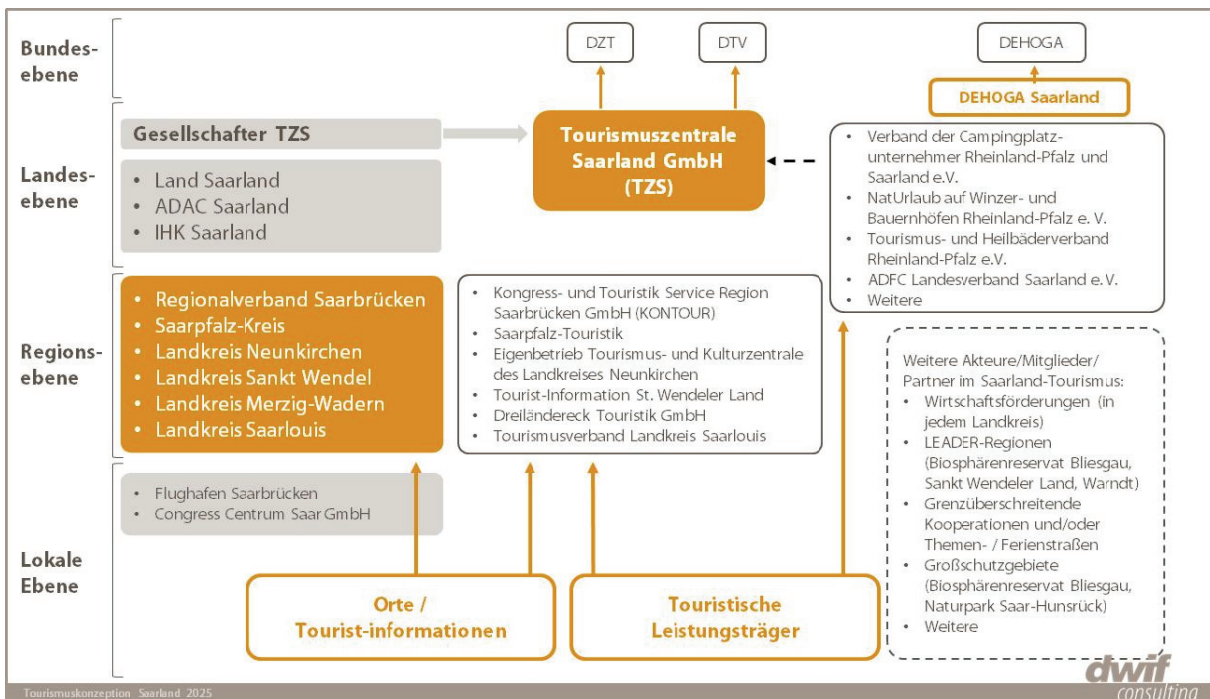 Bundes-
ebene
DZT
DTV
DEHOGA
DEHOGA Saarland
Landes-
ebene
Gesellschafter TZS
• Land Saarland
• ADAC Saarland
• IHK Saarland
Tourismuszentrale
Saarland GmbH
(TZS)
• Verband der Campingplatz-
unternehmer Rheinland-Pfalz und
Saarland e.V.
• NatUrlaub auf Winzer- und
Bauernhöfen Rheinland-Pfalz e. V.
• Tourismus- und Heilbäderverband
Rheinland-Pfalz e.V.
• ADFC Landesverband Saarland e.V.
• Weitere
Regions-
ebene
• Regionalverband Saarbrücken
• Saarpfalz-Kreis
• Landkreis Neunkirchen
• Landkreis Sankt Wendel
• Landkreis Merzig-Wadern
• Landkreis Saarlouis
• Kongress- und Touristik Service Region
Saarbrücken GmbH (KONTOUR)
• Saarpfalz-Touristik
• Eigenbetrieb Tourismus- und Kulturzentrale
des Landkreises Neunkirchen
• Tourist-Information St. Wendeler Land
• Dreiländereck Touristik GmbH
• Tourismusverband Landkreis Saarlouis
Weitere Akteure/Mitglieder/
Partner im Saarland-Tourismus:
• Wirtschaftsförderungen (in
jedem Landkreis)
• LEADER-Regionen
(Biosphärenreservat Bliesgau,
Sankt Wendeler Land, Warndt)
• Grenzüberschreitende
Kooperationen und/oder
Themen- / Ferienstraßen
• Großschutzgebiete
(Biosphärenreservat Bliesgau,
Naturpark Saar-Hunsrück)
• Weitere
Lokale
Ebene
• Flughafen Saarbrücken
• Congress Centrum Saar GmbH
Orte /
Tourist-informationen
Touristische
Leistungsträger
Tourismuskonzeption Saarland 2025
dwif
consulting